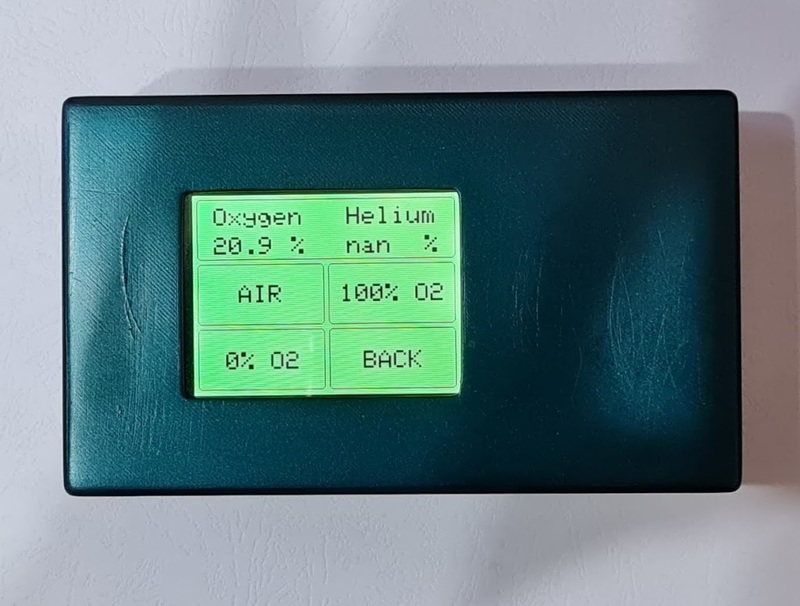 Oxygen Helium
20.9 % nan %
AIR 100% O2
0% O2 BACK